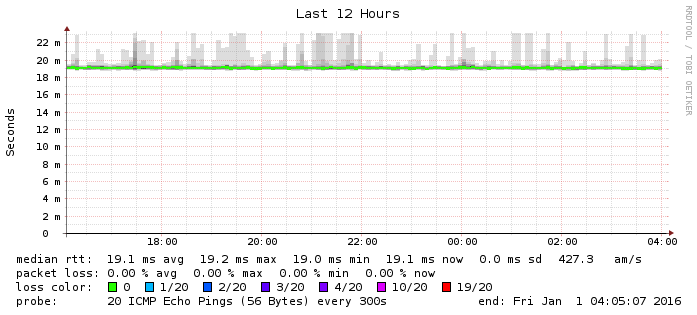 Last 12 Hours
RRDTOOL / TOBI OETIKER
Seconds
22 m
20 m
18 m
16 m
14 m
12 m
10 m
8 m
6 m
4 m
2 m
0
18:00 20:00 22:00 00:00 02:00 04:00
median rtt: 19.1 ms avg 19.2 ms max 19.0 ms min 19.1 ms now 0.0 ms sd 427.3 am/s
packet loss: 0.00 % avg 0.00 % max 0.00 % min 0.00 % now
loss color: 0 1/20 2/20 3/20 4/20 10/20 19/20
probe: 20 ICMP Echo Pings (56 Bytes) every 300s end: Fri Jan 1 04:05:07 2016